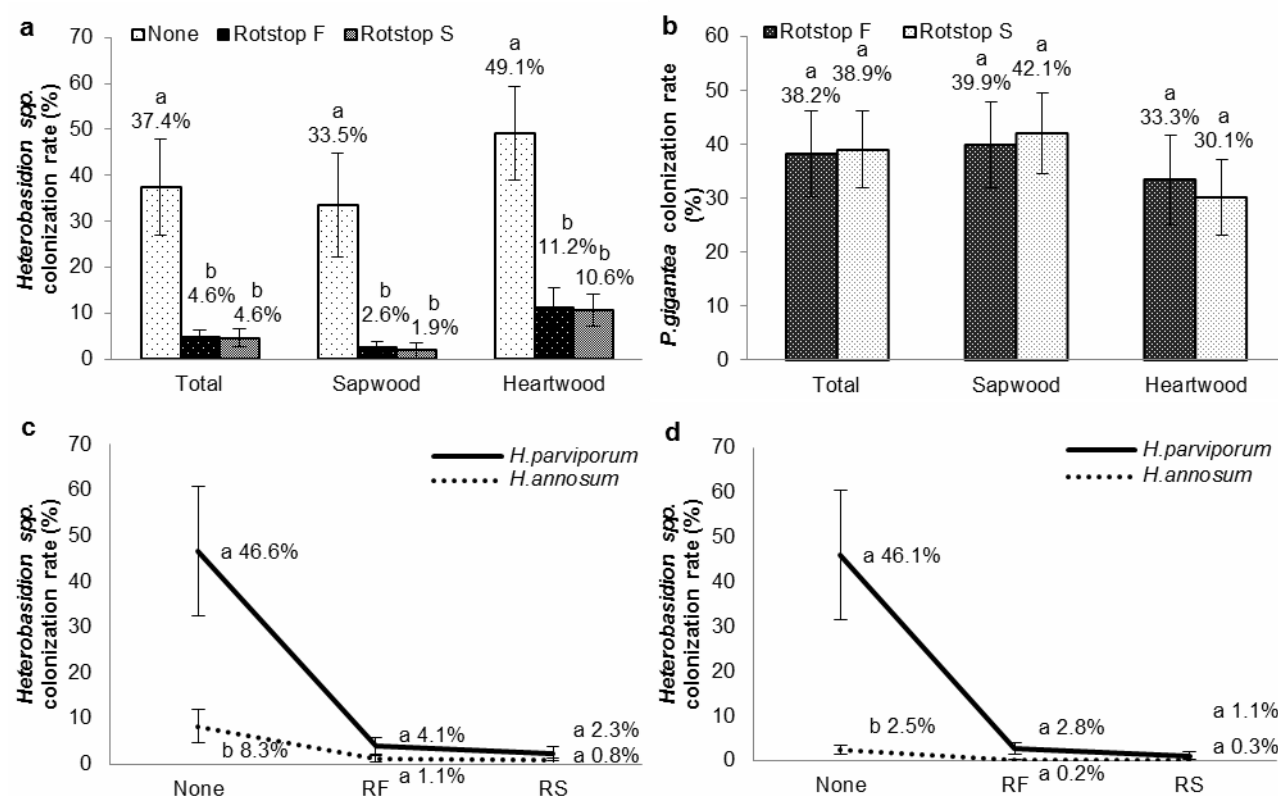 a
None Rotstop F Rotstop S
Heterobasidion spp.
colonization rate (%)
70
60
50
40
30
20
10
0
a
37.4%
b
4.6%
b
4.6%
a
33.5%
b
2.6%
b
1.9%
a
49.1%
b
11.2%
b
10.6%
Total Sapwood Heartwood
b
Rotstop F Rotstop S
P.gigantea colonization rate
(%)
60
50
40
30
20
10
0
a
38.2%
a
38.9%
a
39.9%
a
42.1%
a
33.3%
a
30.1%
Total Sapwood Heartwood
c
H.parviporum
H.annosum
Heterobasidion spp.
colonization rate (%)
70
60
50
40
30
20
10
0
a 46.6%
b 8.3%
a 4.1%
a 1.1%
a 2.3%
a 0.8%
None RF RS
d
H.parviporum
H.annosum
Heterobasidion spp.
colonization rate (%)
70
60
50
40
30
20
10
0
a 46.1%
b 2.5%
a 2.8%
a 0.2%
a 1.1%
a 0.3%
None RF RS